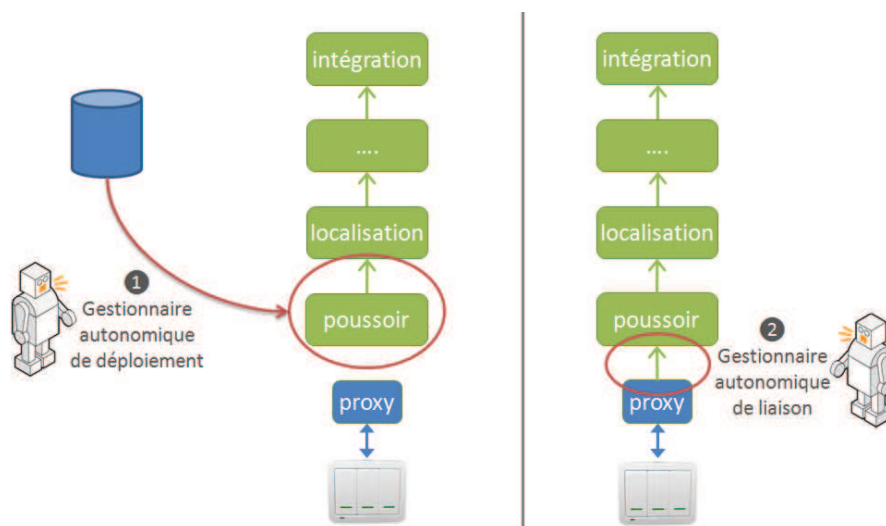 intégration
....
localisation
1
Gestionnaire
autonomique
de déploiement
poussoir
proxy
intégration
....
localisation
poussoir
2
Gestionnaire
autonomique
de liaison
proxy